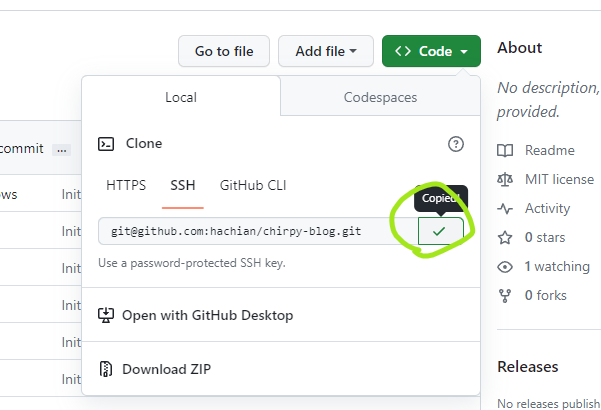 Go to file
Add file
<> Code
About
Local
Codespaces
No description,
provided.
commit ...
Clone
Readme
MIT license
Activity
0 stars
1 watching
0 forks
ws Init
HTTPS SSH GitHub CLI
Copied!
git@github.com:hachian/chirpy-blog.git
Use a password-protected SSH key.
Init
Init
Init
Open with GitHub Desktop
Init
Download ZIP
Init
Releases
No releases publish